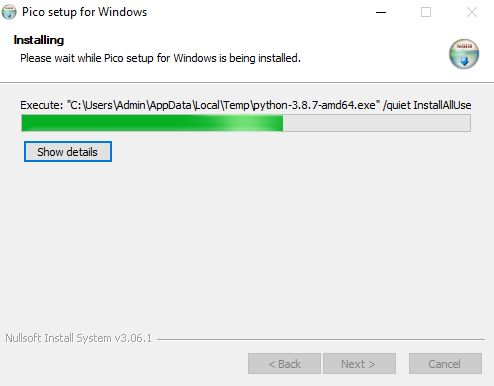 Pico setup for Windows
Installing
Please wait while Pico setup for Windows is being installed.
Execute: "C:\Users\Admin\AppData\Local\Temp\python-3.8.7-amd64.exe" /quiet InstallAllUse
Show details
Nullsoft Install System v3.06.1
< Back Next > Cancel